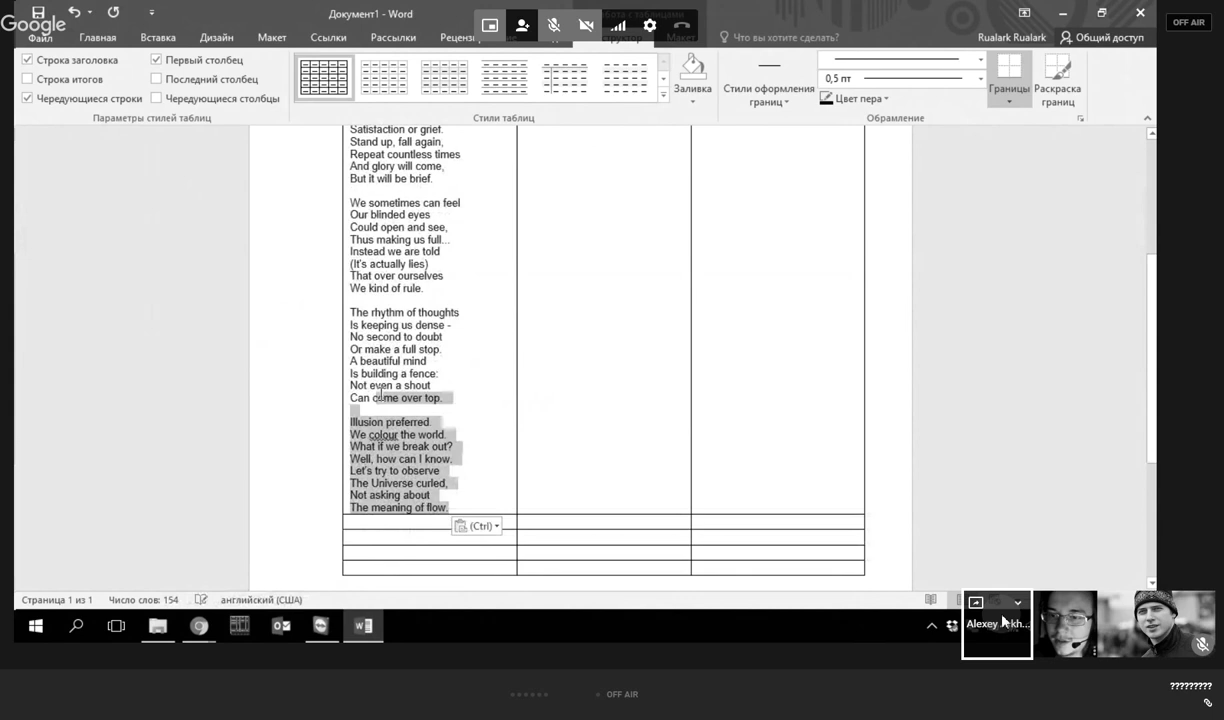 Google
Документ1 - Word
бота с таблицами
OFF AIR
Файл Главная Вставка Дизайн Макет Ссылки Рассылки Реценз структор Макет Что вы хотите сделать? Rualark Rualark Общий доступ
Строка заголовка Первый столбец
Строка итогов Последний столбец
Чередующиеся строки Чередующиеся столбцы
Заливка
Стили оформления границ
0,5 пт
Цвет пера
Границы
Раскраска границ
Параметры стилей таблиц Стили таблиц Обрамление
Satisfaction or grief.
Stand up, fall again,
Repeat countless times
And glory will come,
But it will be brief.
We sometimes can feel
Our blinded eyes
Could open and see,
Thus making us full...
Instead we are told
(It's actually lies)
That over ourselves
We kind of rule.
The rhythm of thoughts
Is keeping us dense -
No second to doubt
Or make a full stop.
A beautiful mind
Is building a fence:
Not even a shout
Can come over top.
Illusion preferred.
We colour the world.
What if we break out?
Well, how can I know.
Let's try to observe
The Universe curled,
Not asking about
The meaning of flow.
(Ctrl)
Страница 1 из 1 Число слов: 154 английский (США)
Alexey
OFF AIR
?????????